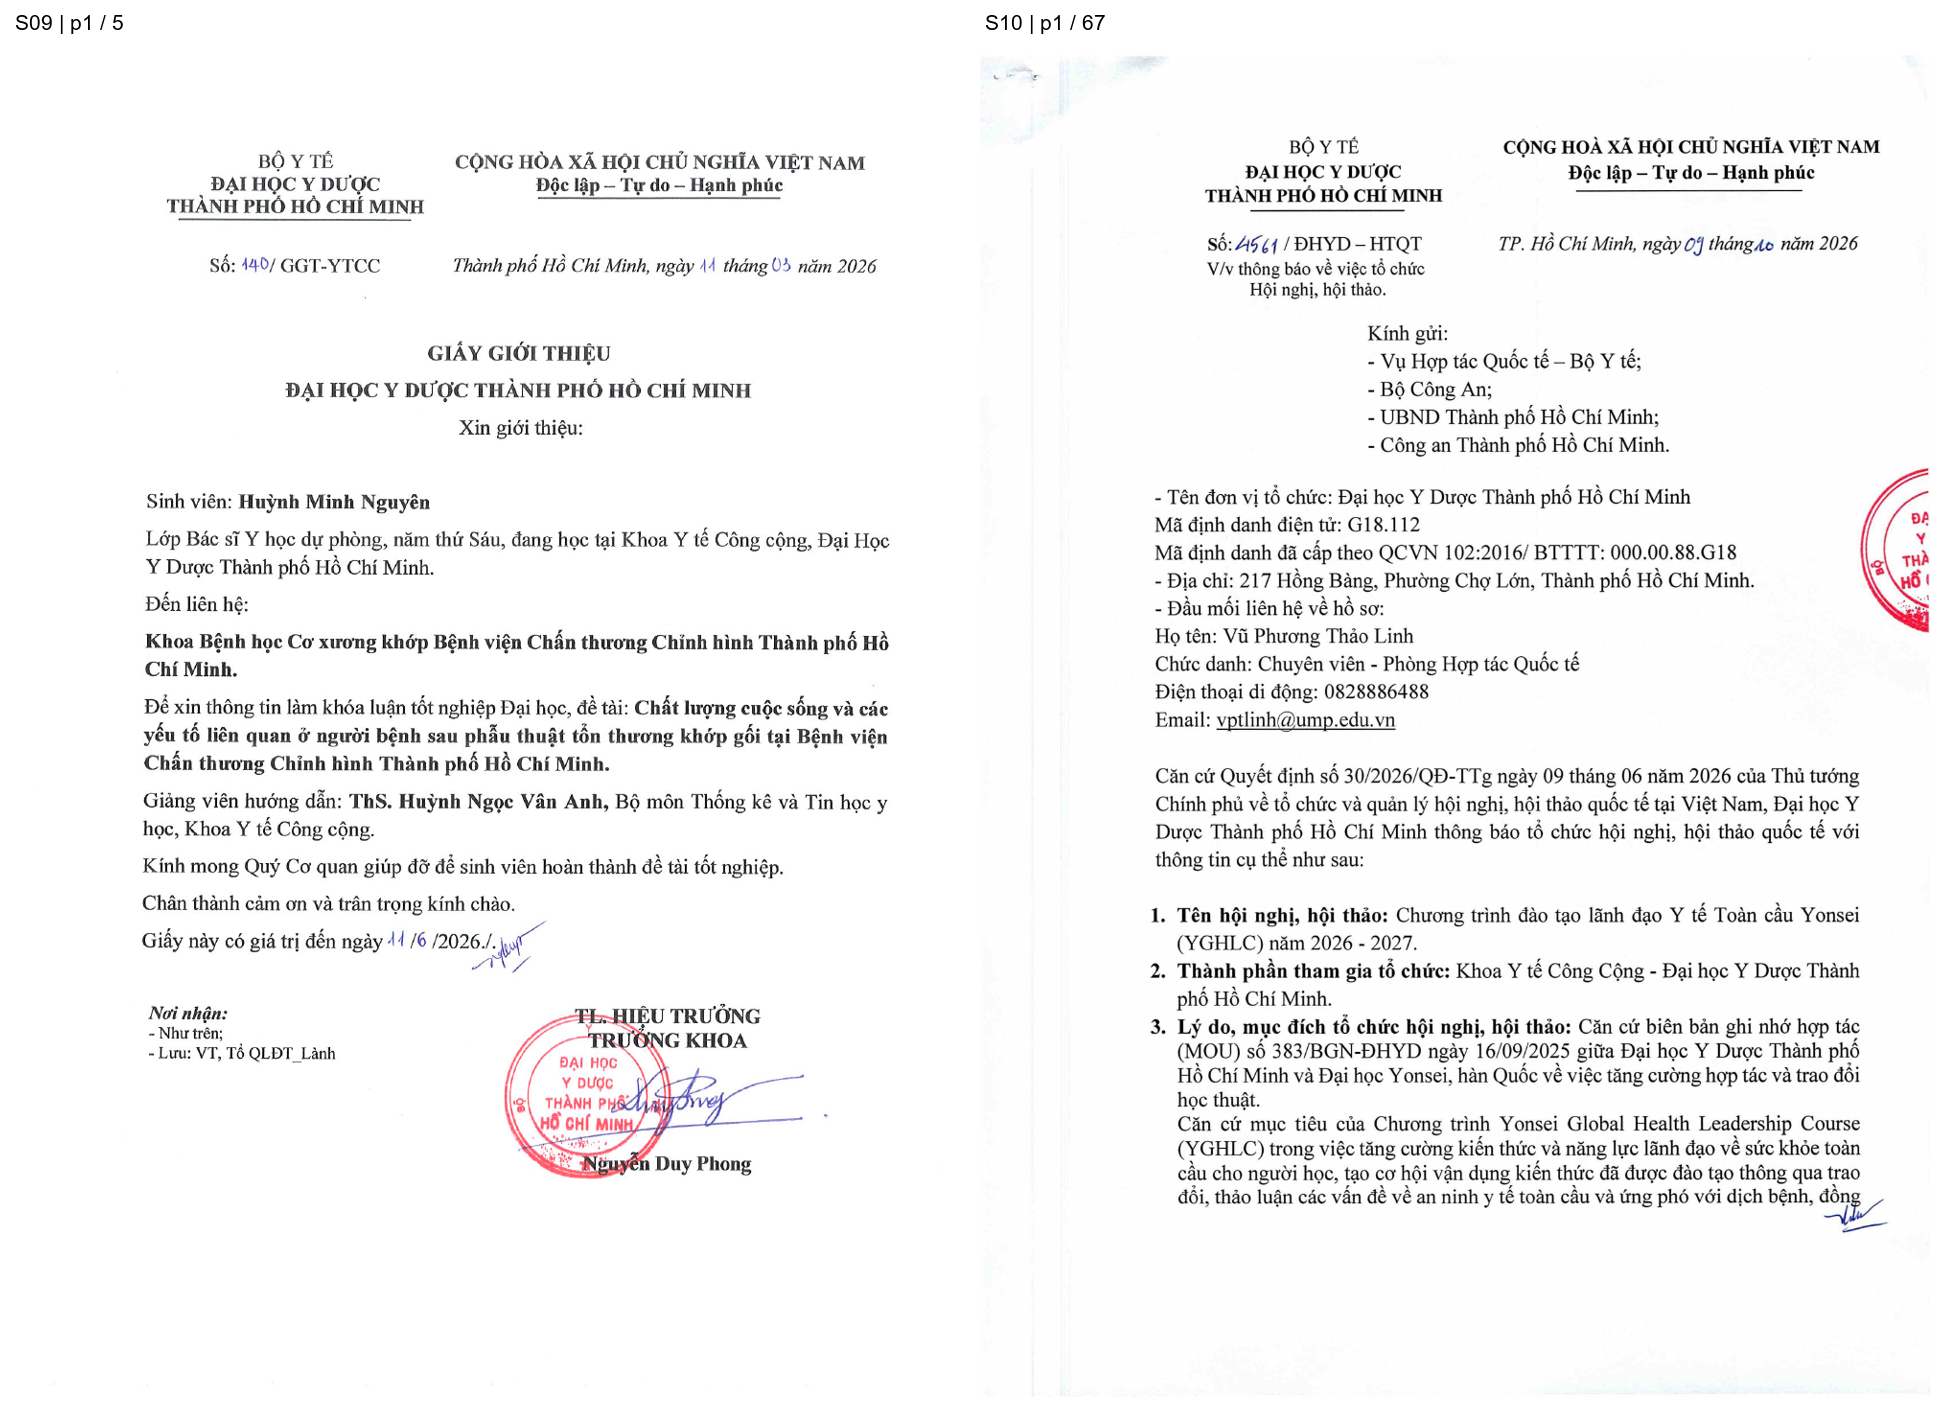 S09 | p1 / 5
BỘ Y TẾ
ĐẠI HỌC Y DƯỢC
THÀNH PHỐ HỒ CHÍ MINH
CỘNG HÒA XÃ HỘI CHỦ NGHĨA VIỆT NAM
Độc lập – Tự do – Hạnh phúc
Số: 140/ GGT-YTCC
Thành phố Hồ Chí Minh, ngày 11 tháng 03 năm 2026
GIẤY GIỚI THIỆU
ĐẠI HỌC Y DƯỢC THÀNH PHỐ HỒ CHÍ MINH
Xin giới thiệu:
Sinh viên: Huỳnh Minh Nguyên
Lớp Bác sĩ Y học dự phòng, năm thứ Sáu, đang học tại Khoa Y tế Công cộng, Đại Học
Y Dược Thành phố Hồ Chí Minh.
Đến liên hệ:
Khoa Bệnh học Cơ xương khớp Bệnh viện Chấn thương Chỉnh hình Thành phố Hồ
Chí Minh.
Để xin thông tin làm khóa luận tốt nghiệp Đại học, đề tài: Chất lượng cuộc sống và các
yếu tố liên quan ở người bệnh sau phẫu thuật tổn thương khớp gối tại Bệnh viện
Chấn thương Chỉnh hình Thành phố Hồ Chí Minh.
Giảng viên hướng dẫn: ThS. Huỳnh Ngọc Vân Anh, Bộ môn Thống kê và Tin học y
học, Khoa Y tế Công cộng.
Kính mong Quý Cơ quan giúp đỡ để sinh viên hoàn thành đề tài tốt nghiệp.
Chân thành cảm ơn và trân trọng kính chào.
Giấy này có giá trị đến ngày 11/6 /2026./.
Nơi nhận:
- Như trên;
- Lưu: VT, Tổ QLĐT_Lành
TL. HIỆU TRƯỞNG
TRƯỞNG KHOA
ĐẠI HỌC
Y DƯỢC
THÀNH PHỐ
HỒ CHÍ MINH
BỘ
Nguyễn Duy Phong
S10 | p1 / 67
BỘ Y TẾ
ĐẠI HỌC Y DƯỢC
THÀNH PHỐ HỒ CHÍ MINH
CỘNG HOÀ XÃ HỘI CHỦ NGHĨA VIỆT NAM
Độc lập – Tự do – Hạnh phúc
Số: 4561 / ĐHYD – HTQT
V/v thông báo về việc tổ chức
Hội nghị, hội thảo.
TP. Hồ Chí Minh, ngày 09 tháng 10 năm 2026
Kính gửi:
- Vụ Hợp tác Quốc tế – Bộ Y tế;
- Bộ Công An;
- UBND Thành phố Hồ Chí Minh;
- Công an Thành phố Hồ Chí Minh.
- Tên đơn vị tổ chức: Đại học Y Dược Thành phố Hồ Chí Minh
Mã định danh điện tử: G18.112
Mã định danh đã cấp theo QCVN 102:2016/ BTTTT: 000.00.88.G18
- Địa chỉ: 217 Hồng Bàng, Phường Chợ Lớn, Thành phố Hồ Chí Minh.
- Đầu mối liên hệ về hồ sơ:
Họ tên: Vũ Phương Thảo Linh
Chức danh: Chuyên viên - Phòng Hợp tác Quốc tế
Điện thoại di động: 0828886488
Email: vptlinh@ump.edu.vn
Căn cứ Quyết định số 30/2026/QĐ-TTg ngày 09 tháng 06 năm 2026 của Thủ tướng
Chính phủ về tổ chức và quản lý hội nghị, hội thảo quốc tế tại Việt Nam, Đại học Y
Dược Thành phố Hồ Chí Minh thông báo tổ chức hội nghị, hội thảo quốc tế với
thông tin cụ thể như sau:
1. Tên hội nghị, hội thảo: Chương trình đào tạo lãnh đạo Y tế Toàn cầu Yonsei
(YGHLC) năm 2026 - 2027.
2. Thành phần tham gia tổ chức: Khoa Y tế Công Cộng - Đại học Y Dược Thành
phố Hồ Chí Minh.
3. Lý do, mục đích tổ chức hội nghị, hội thảo: Căn cứ biên bản ghi nhớ hợp tác
(MOU) số 383/BGN-ĐHYD ngày 16/09/2025 giữa Đại học Y Dược Thành phố
Hồ Chí Minh và Đại học Yonsei, hàn Quốc về việc tăng cường hợp tác và trao đổi
học thuật.
Căn cứ mục tiêu của Chương trình Yonsei Global Health Leadership Course
(YGHLC) trong việc tăng cường kiến thức và năng lực lãnh đạo về sức khỏe toàn
cầu cho người học, tạo cơ hội vận dụng kiến thức đã được đào tạo thông qua trao
đổi, thảo luận các vấn đề về an ninh y tế toàn cầu và ứng phó với dịch bệnh, đồng